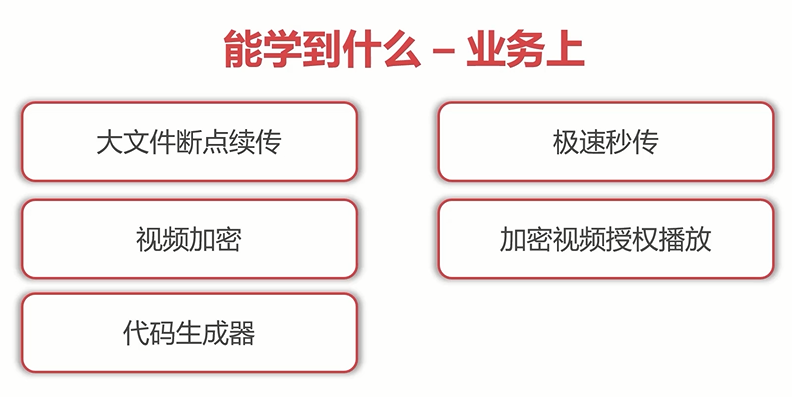 能学到什么 – 业务上
大文件断点续传
极速秒传
视频加密
加密视频授权播放
代码生成器